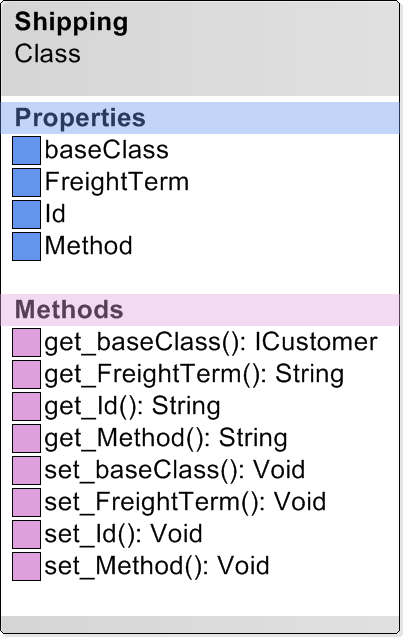 Shipping
Class
Properties
baseClass
FreightTerm
Id
Method
Methods
get_baseClass(): ICustomer
get_FreightTerm(): String
get_Id(): String
get_Method(): String
set_baseClass(): Void
set_FreightTerm(): Void
set_Id(): Void
set_Method(): Void